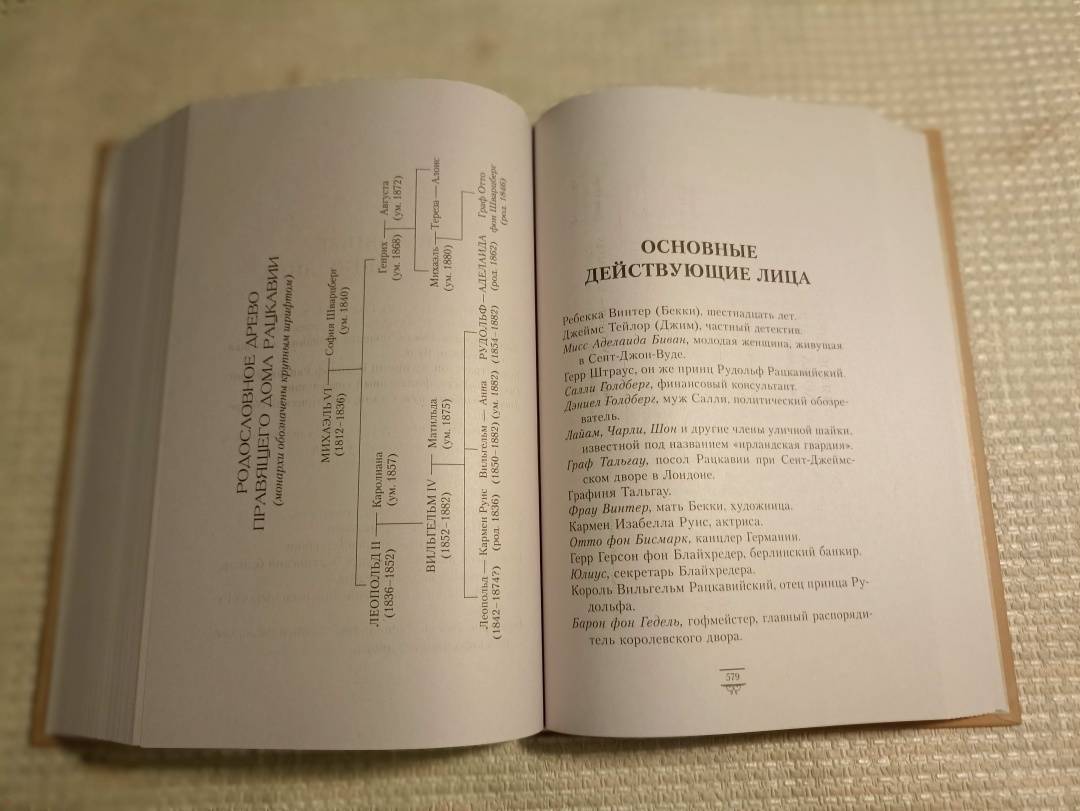 РОДОСЛОВНОЕ ДРЕВО
ПРАВЯЩЕГО ДОМА РАЦКАВИИ
(монархи обозначены крупным шрифтом)
МИХАЭЛЬ VI — София Шварцберг
(1812–1836) (ум. 1840)
ЛЕОПОЛЬД II — Каролиана Генрих — Августа
(1836–1852) (ум. 1857) (ум. 1868) (ум. 1872)
ВИЛЬГЕЛЬМ IV — Матильда Михаэль — Тереза — Алоис
(1852–1882) (ум. 1875) (ум. 1880)
Леопольд — Кармен Руис Вильгельм — Анна РУДОЛЬФ — АДЕЛАИДА Граф Отто
(1842–1874?) (род. 1836) (1850–1882) (ум. 1882) (1854–1882) (род. 1862) фон Шварцберг
(род. 1846)
ОСНОВНЫЕ
ДЕЙСТВУЮЩИЕ ЛИЦА
Ребекка Винтер (Бекки), шестнадцать лет.
Джеймс Тейлор (Джим), частный детектив.
Мисс Аделаида Биван, молодая женщина, живущая
в Сент-Джон-Вуде.
Герр Штраус, он же принц Рудольф Рацкавийский.
Салли Голдберг, финансовый консультант.
Дэниел Голдберг, муж Салли, политический обозре-
ватель.
Лайам, Чарли, Шон и другие члены уличной шайки,
известной под названием «ирландская гвардия».
Граф Тальгау, посол Рацкавии при Сент-Джеймс-
ском дворе в Лондоне.
Графиня Тальгау.
Фрау Винтер, мать Бекки, художница.
Кармен Изабелла Руис, актриса.
Отто фон Бисмарк, канцлер Германии.
Герр Герсон фон Блайхредер, берлинский банкир.
Юлиус, секретарь Блайхредера.
Король Вильгельм Рацкавийский, отец принца Ру-
дольфа.
Барон фон Гедель, гофмейстер, главный распоряди-
тель королевского двора.
579